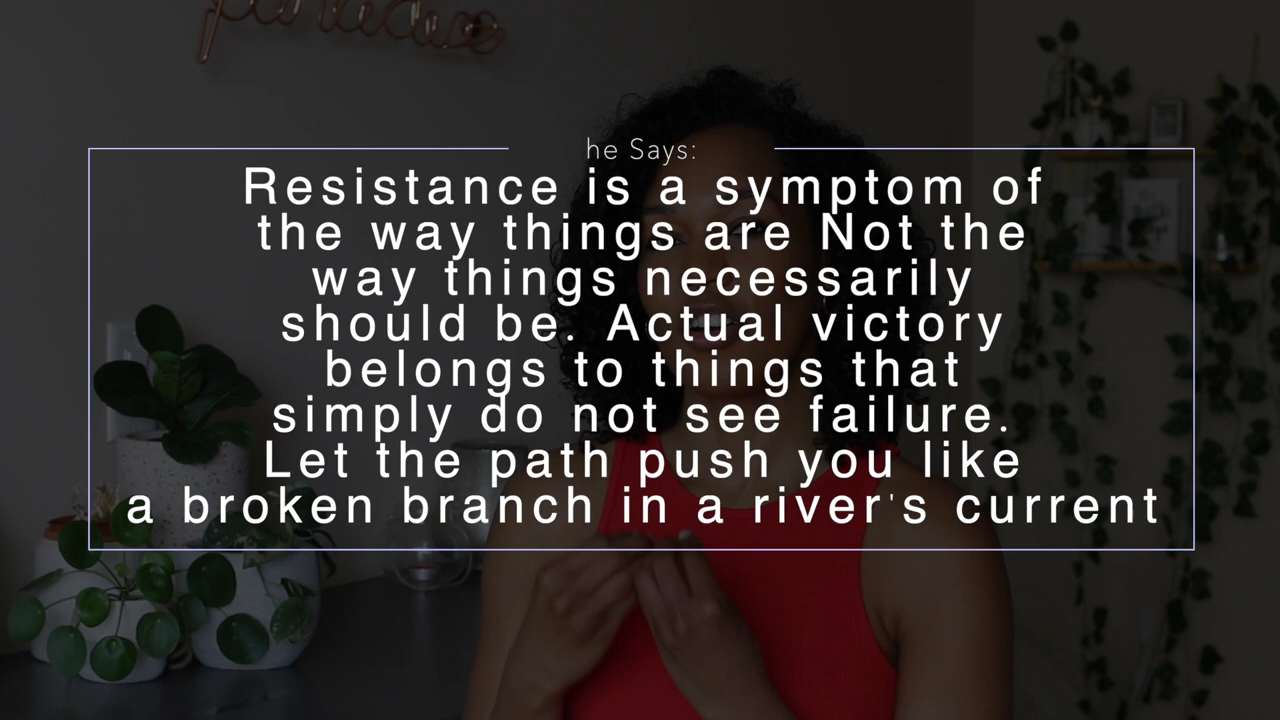 he Says:
Resistance is a symptom of
the way things are Not the
way things necessarily
should be. Actual victory
belongs to things that
simply do not see failure.
Let the path push you like
a broken branch in a river's current